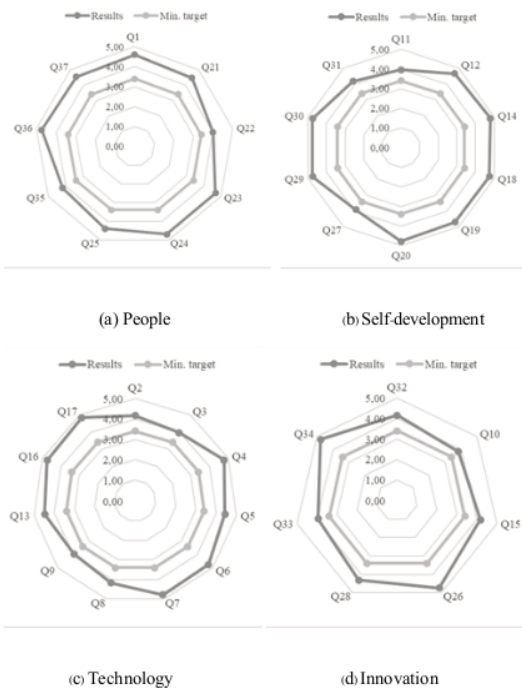 Results Min. target
Q1
Q21
Q22
Q23
Q24
Q25
Q35
Q36
Q37
5,00
4,00
3,00
2,00
1,00
0,00
(a) People
Results Min. target
Q11
Q12
Q14
Q18
Q19
Q20
Q27
Q29
Q30
Q31
5,00
4,00
3,00
2,00
1,00
0,00
(b) Self-development
Results Min. target
Q2
Q3
Q4
Q5
Q6
Q7
Q8
Q9
Q13
Q16
Q17
5,00
4,00
3,00
2,00
1,00
0,00
(c) Technology
Results Min. target
Q32
Q10
Q15
Q26
Q28
Q33
Q34
5,00
4,00
3,00
2,00
1,00
0,00
(d) Innovation